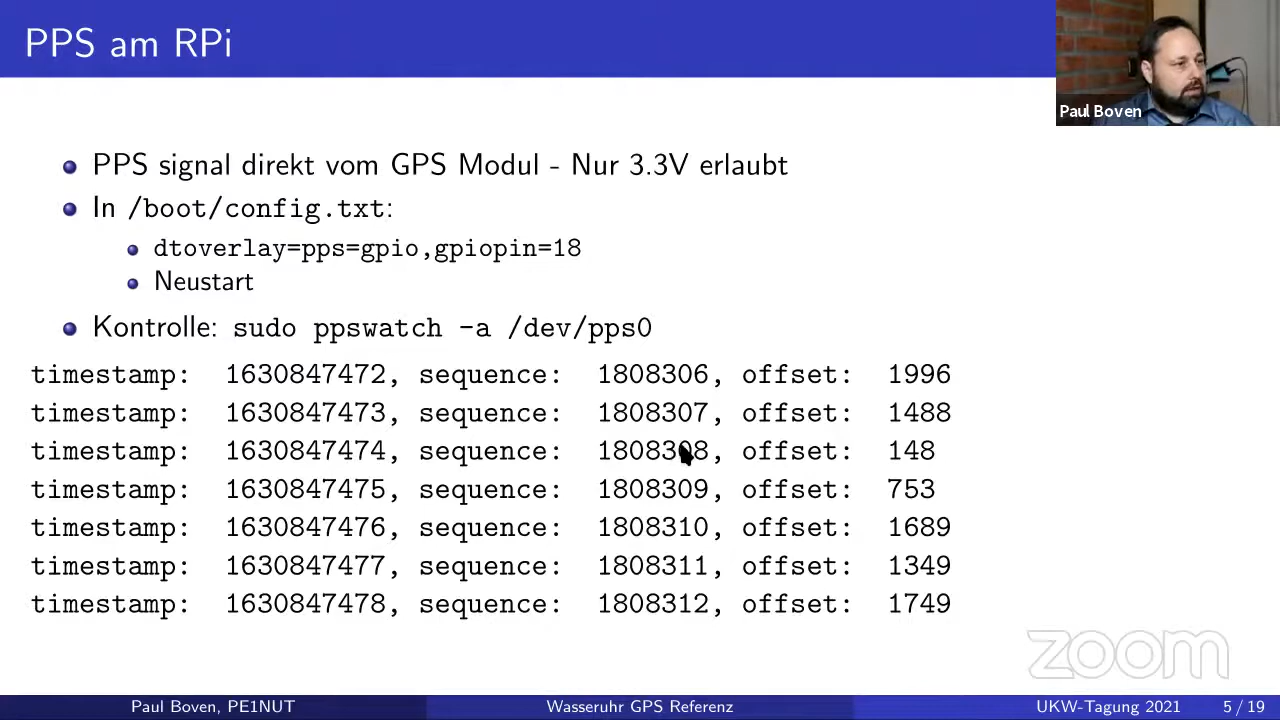 PPS am RPi
Paul Boven
PPS signal direkt vom GPS Modul - Nur 3.3V erlaubt
In /boot/config.txt:
dtoverlay=pps=gpio,gpiopin=18
Neustart
Kontrolle: sudo ppswatch -a /dev/pps0
timestamp: 1630847472, sequence: 1808306, offset: 1996
timestamp: 1630847473, sequence: 1808307, offset: 1488
timestamp: 1630847474, sequence: 1808308, offset: 148
timestamp: 1630847475, sequence: 1808309, offset: 753
timestamp: 1630847476, sequence: 1808310, offset: 1689
timestamp: 1630847477, sequence: 1808311, offset: 1349
timestamp: 1630847478, sequence: 1808312, offset: 1749
zoom
Paul Boven, PE1NUT Wasseruhr GPS Referenz UKW-Tagung 2021 5 / 19